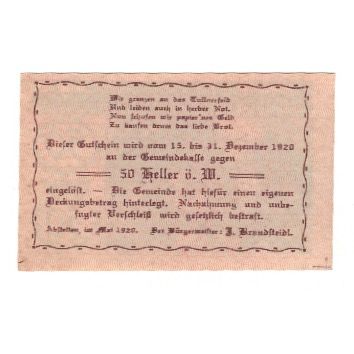 Wir grenzen an das Tullnerfeld
Und leiden auch in herber Not.
Nun schufen wir papier'nes Geld
Zu kaufen drum das liebe Brot.
Dieser Gutschein wird vom 15. bis 31. Dezember 1920
an der Gemeindekasse gegen
50 Heller ö. W.
eingelöst. — Die Gemeinde hat hiefür einen eigenen
Deckungsbetrag hinterlegt. Nachahmung und unbe-
fugter Verschleiß wird gesetzlich bestraft.
Abstetten, im Mai 1920. Der Bürgermeister: J. Brandsteidl.